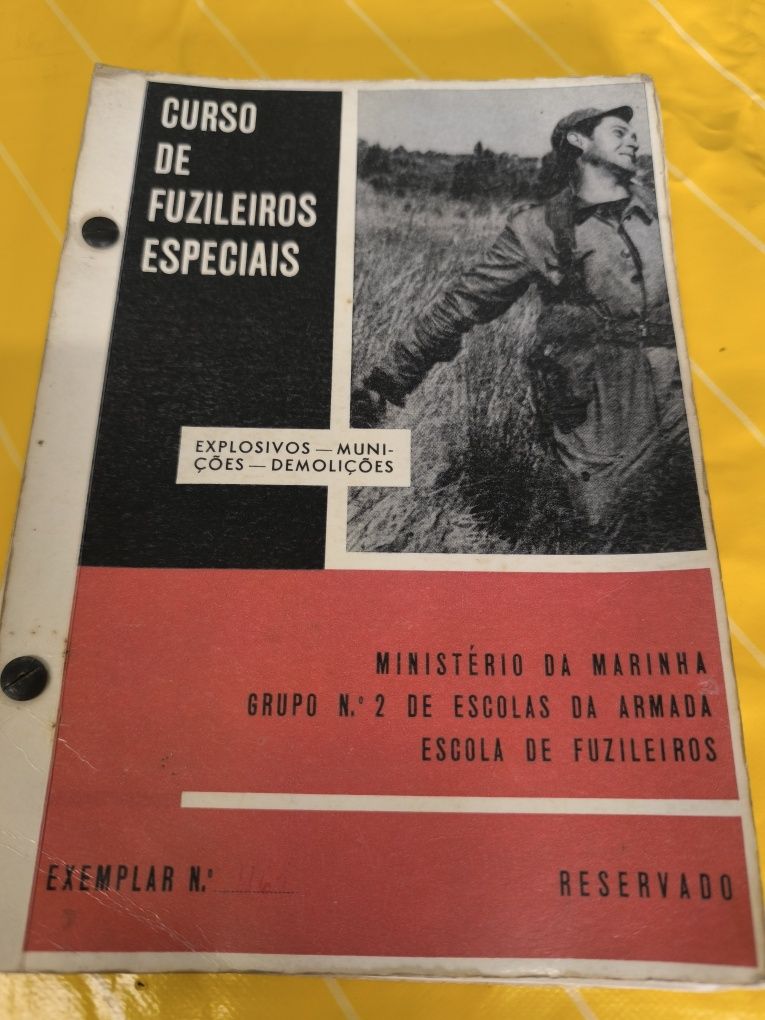 CURSO
DE
FUZILEIROS
ESPECIAIS
EXPLOSIVOS — MUNI-
ÇÕES — DEMOLIÇÕES
MINISTÉRIO DA MARINHA
GRUPO N.º 2 DE ESCOLAS DA ARMADA
ESCOLA DE FUZILEIROS
EXEMPLAR N.º
RESERVADO